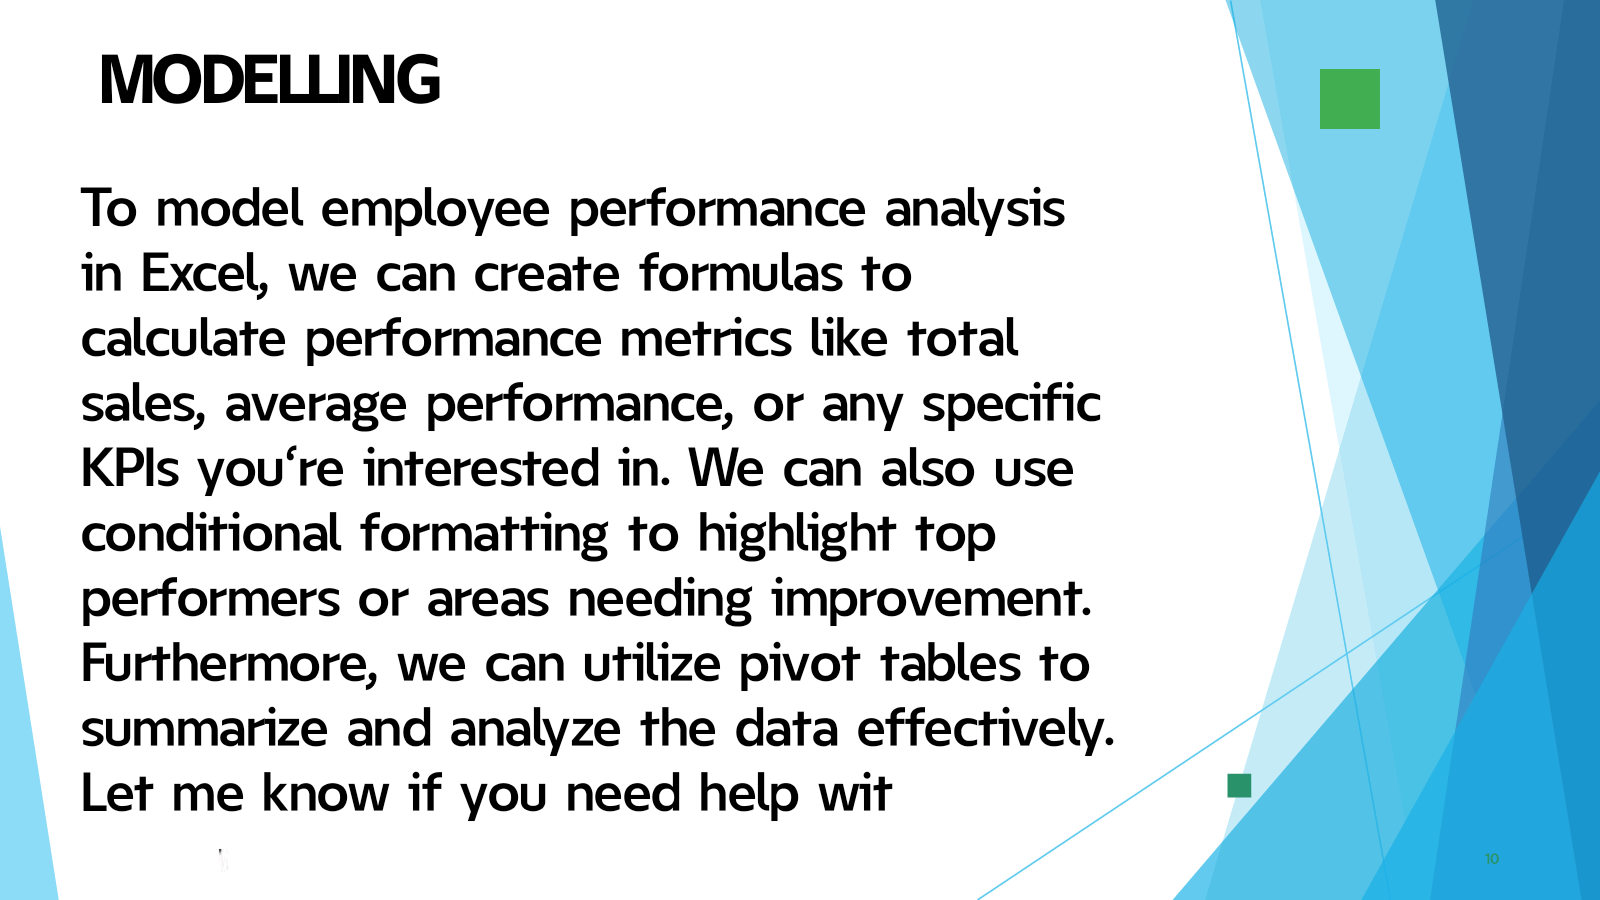 MODELLING
To model employee performance analysis
in Excel, we can create formulas to
calculate performance metrics like total
sales, average performance, or any specific
KPIs you‘re interested in. We can also use
conditional formatting to highlight top
performers or areas needing improvement.
Furthermore, we can utilize pivot tables to
summarize and analyze the data effectively.
Let me know if you need help wit
10